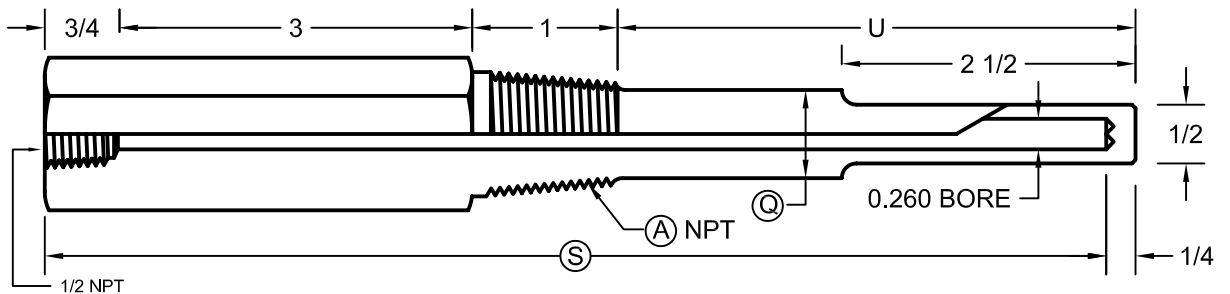 3/4
3
1
U
2 1/2
1/2
Q
0.260 BORE
A NPT
S
1/4
1/2 NPT